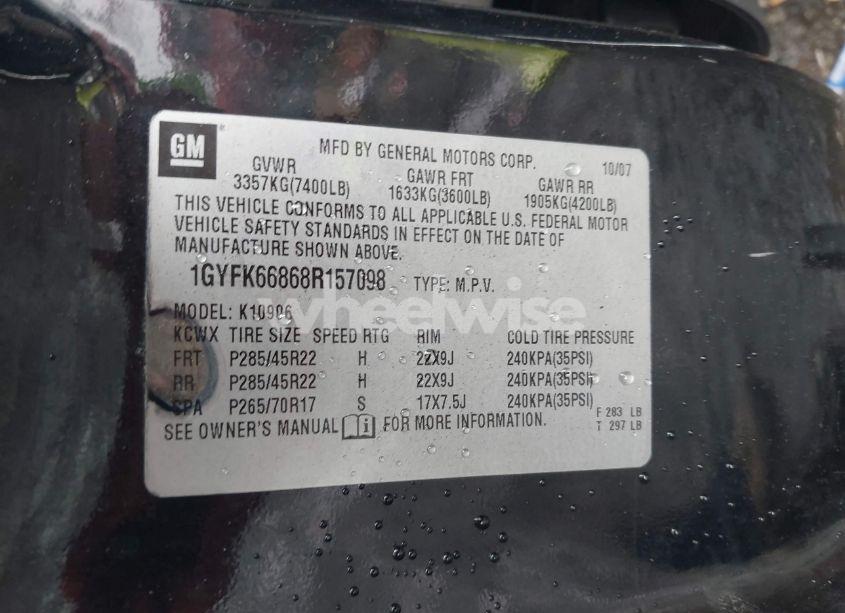 GM
MFD BY GENERAL MOTORS CORP. 10/07
GVWR GAWR FRT GAWR RR
3357KG(7400LB) 1633KG(3600LB) 1905KG(4200LB)
THIS VEHICLE CONFORMS TO ALL APPLICABLE U.S. FEDERAL MOTOR
VEHICLE SAFETY STANDARDS IN EFFECT ON THE DATE OF
MANUFACTURE SHOWN ABOVE.
1GYFK66868R157098 TYPE: M.P.V.
wheelwise
MODEL: K10906
KCWX TIRE SIZE SPEED RTG RIM COLD TIRE PRESSURE
FRT P285/45R22 H 22X9J 240KPA(35PSI)
RR P285/45R22 H 22X9J 240KPA(35PSI)
SPA P265/70R17 S 17X7.5J 240KPA(35PSI)
F 283 LB
T 297 LB
SEE OWNER'S MANUAL FOR MORE INFORMATION.